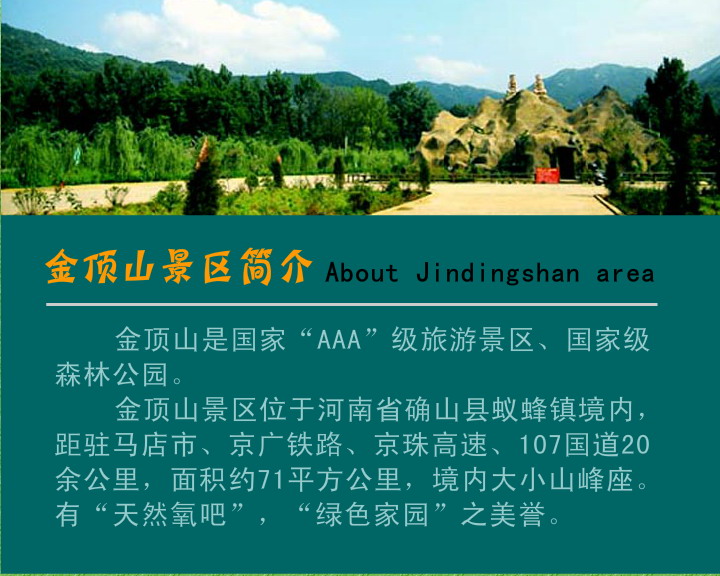 金顶山景区简介 About Jindingshan area
金顶山是国家“AAA”级旅游景区、国家级
森林公园。
金顶山景区位于河南省确山县蚁蜂镇境内，
距驻马店市、京广铁路、京珠高速、107国道20
余公里，面积约71平方公里，境内大小山峰座。
有“天然氧吧”，“绿色家园”之美誉。